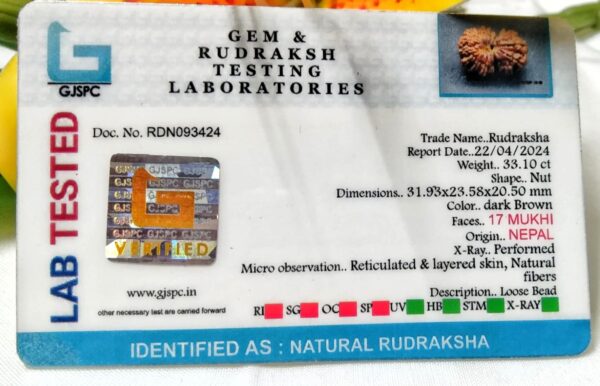 GJSPC
GEM &
RUDRAKSH
TESTING
LABORATORIES
LAB TESTED
Doc. No. RDN093424
GJSPC
VERIFIED
Trade Name..Rudraksha
Report Date..22/04/2024
Weight.. 33.10 ct
Shape.. Nut
Dimensions.. 31.93x23.58x20.50 mm
Color.. dark Brown
Faces.. 17 MUKHI
Origin.. NEPAL
X-Ray.. Performed
Micro observation.. Reticulated & layered skin, Natural
fibers
Description.. Loose Bead
www.gjspc.in
other necessary test are carried forward
RI SG OC SP UV HB STM X-RAY
IDENTIFIED AS : NATURAL RUDRAKSHA